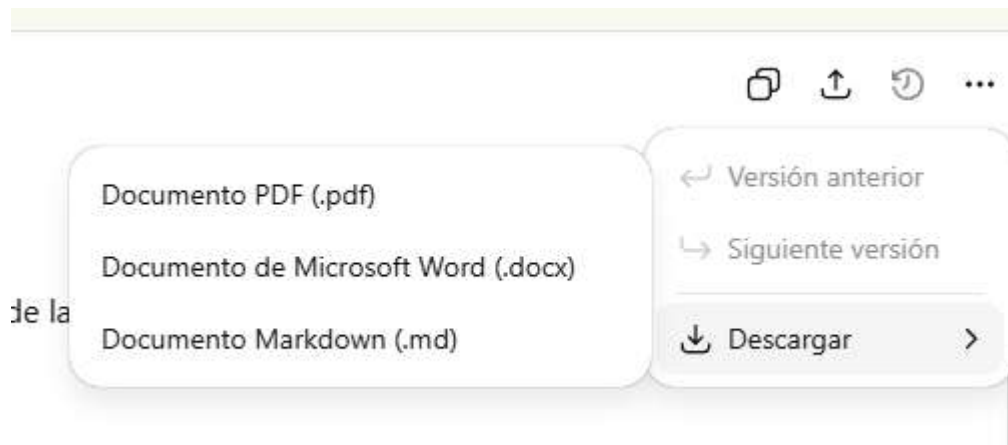 Documento PDF (.pdf)
Documento de Microsoft Word (.docx)
Documento Markdown (.md)
de la
Versión anterior
Siguiente versión
Descargar